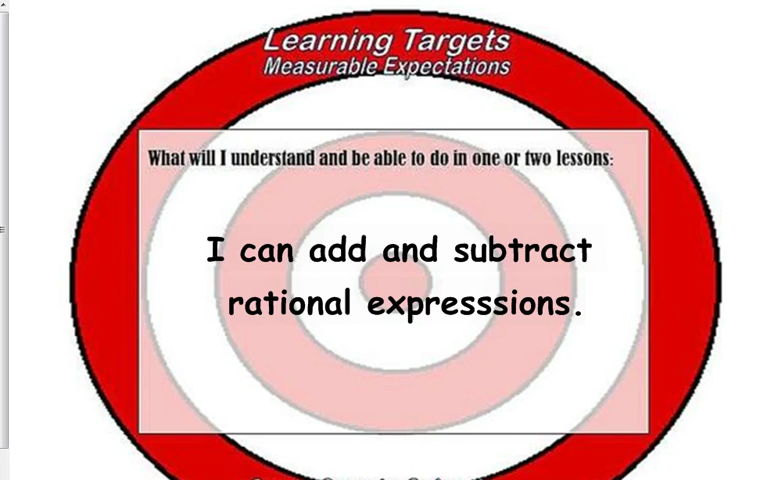 Learning Targets
Measurable Expectations
What will I understand and be able to do in one or two lessons:
I can add and subtract
rational expresssions.